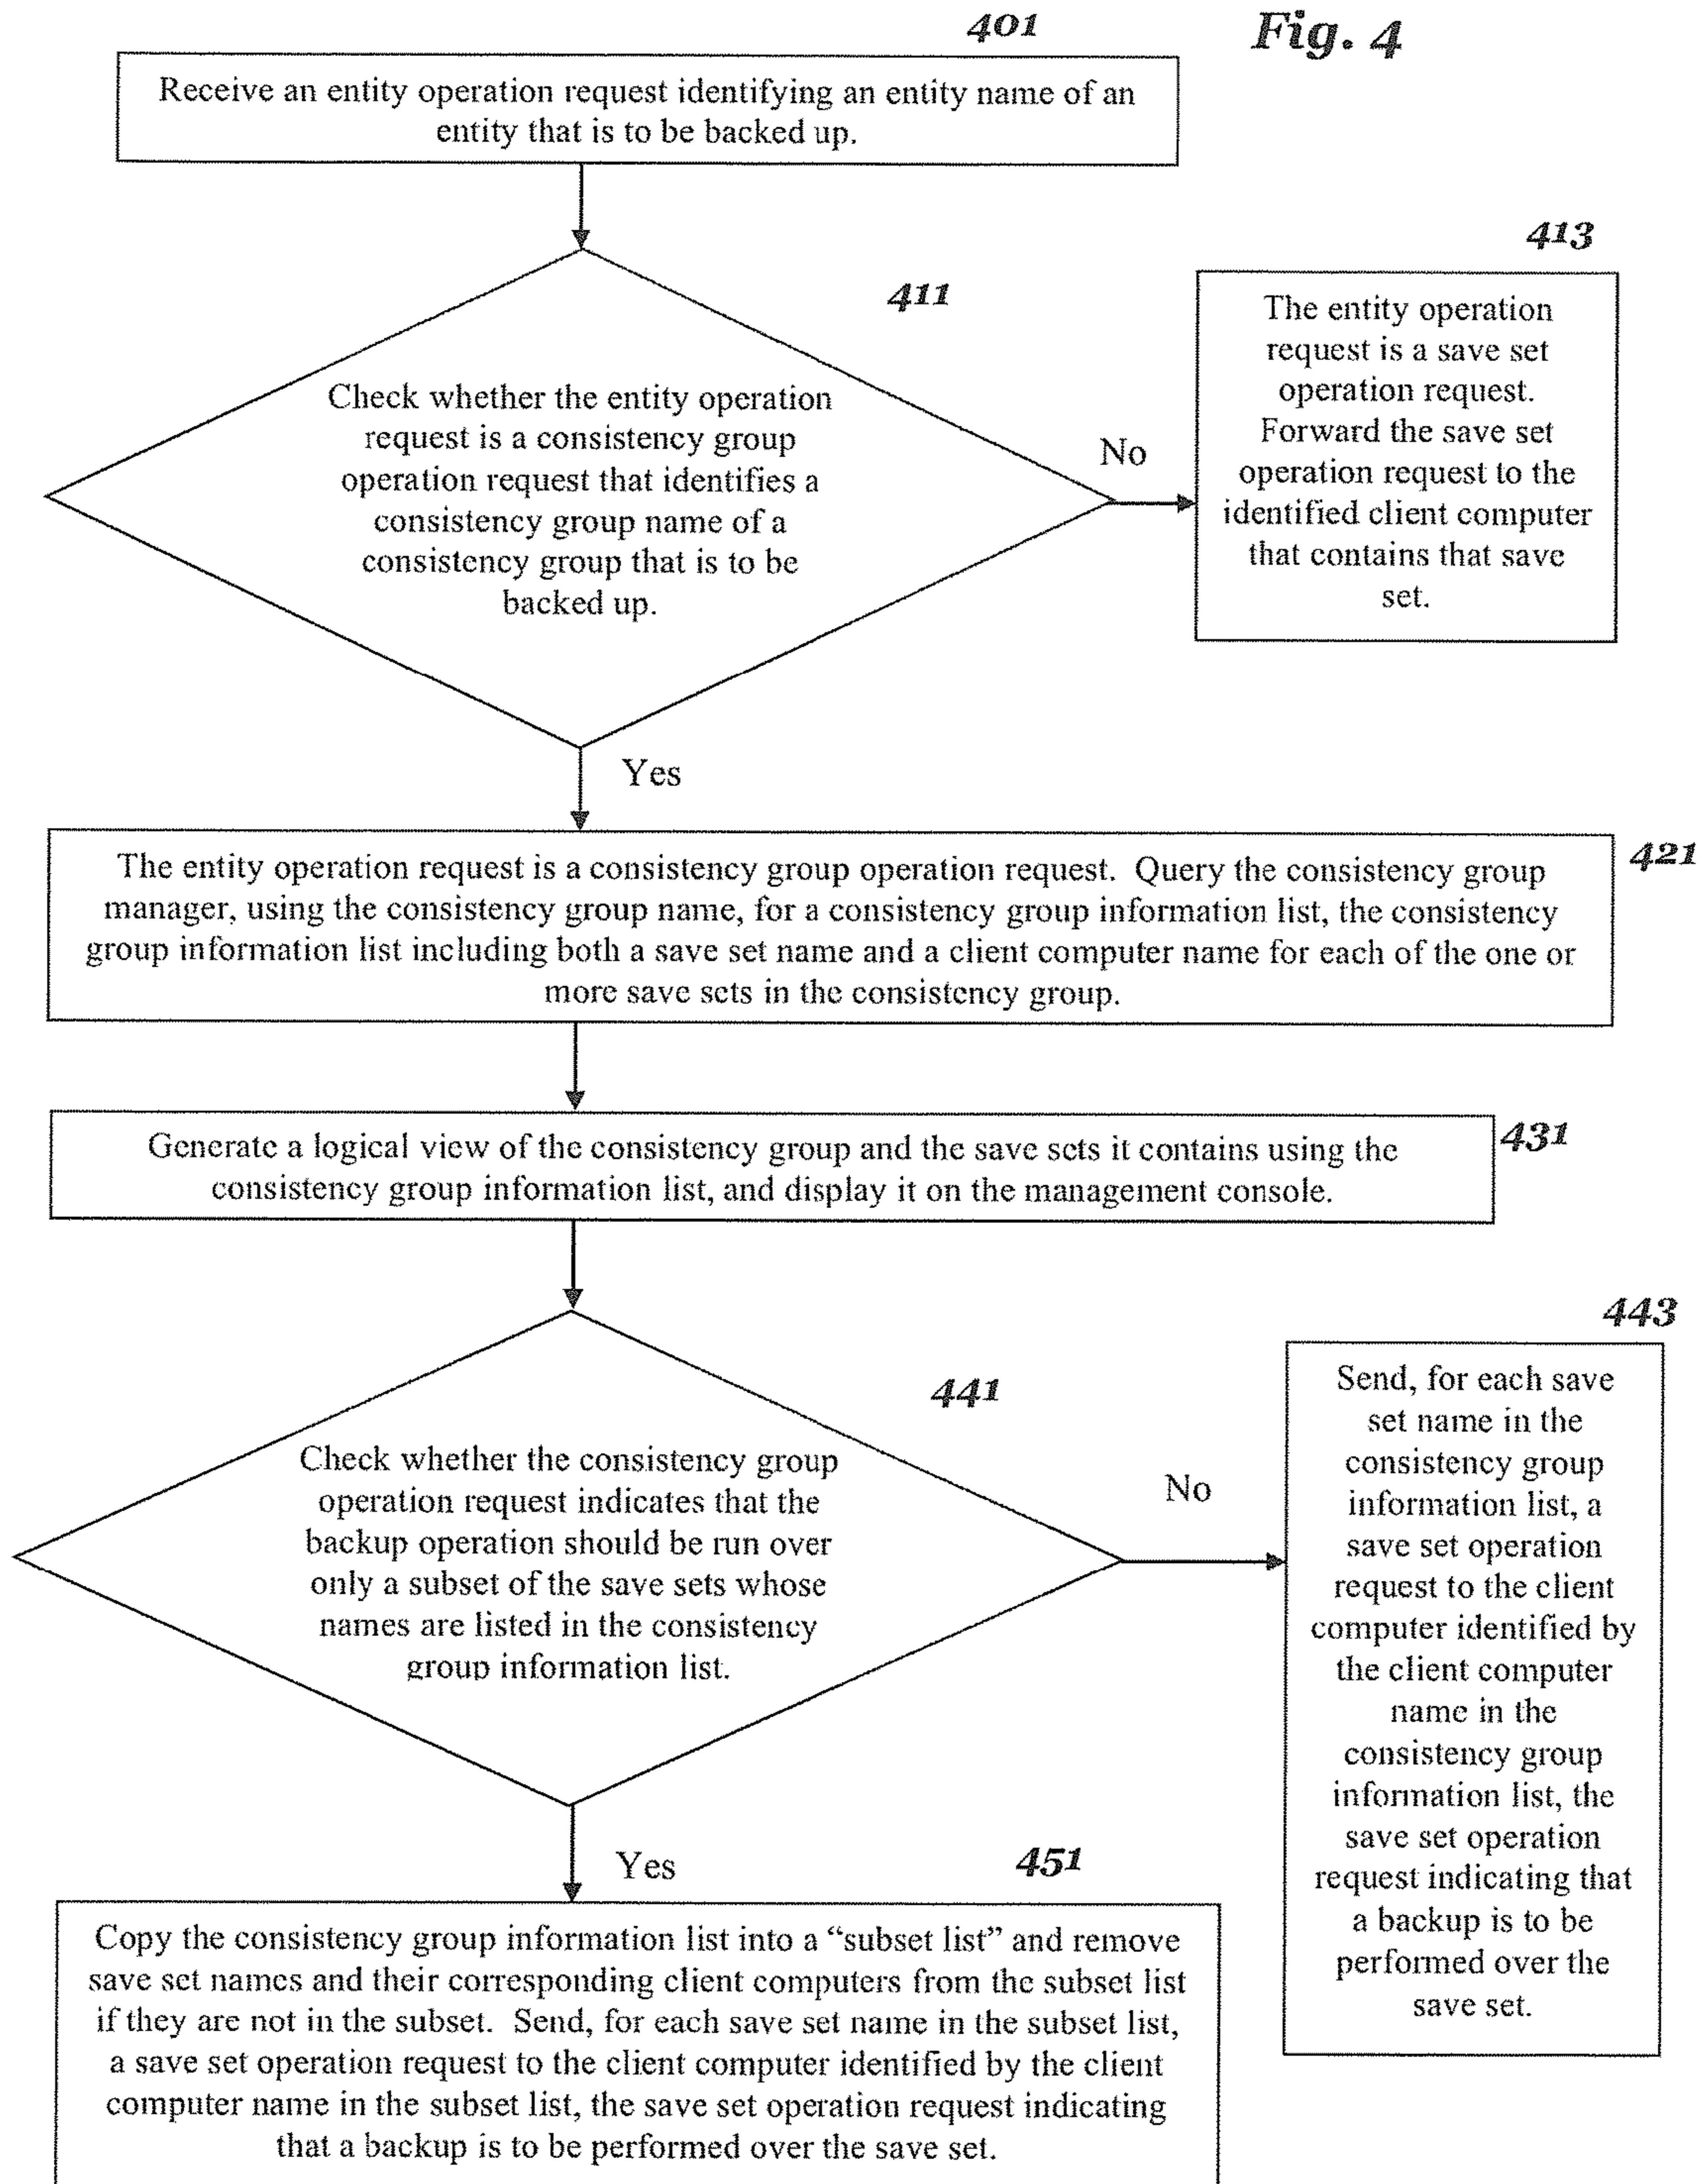 401
Fig. 4
Receive an entity operation request identifying an entity name of an
entity that is to be backed up.
413
411
The entity operation
request is a save set
operation request.
Forward the save set
operation request to the
identified client computer
that contains that save
set.
Check whether the entity operation
request is a consistency group
operation request that identifies a
consistency group name of a
consistency group that is to be
backed up.
No
Yes
421
The entity operation request is a consistency group operation request. Query the consistency group
manager, using the consistency group name, for a consistency group information list, the consistency
group information list including both a save set name and a client computer name for each of the one or
more save sets in the consistency group.
431
Generate a logical view of the consistency group and the save sets it contains using the
consistency group information list, and display it on the management console.
443
441
Check whether the consistency group
operation request indicates that the
backup operation should be run over
only a subset of the save sets whose
names are listed in the consistency
group information list.
No
Send, for each save
set name in the
consistency group
information list, a
save set operation
request to the client
computer identified by
the client computer
name in the
consistency group
information list, the
save set operation
request indicating that
a backup is to be
performed over the
save set.
Yes
451
Copy the consistency group information list into a “subset list” and remove
save set names and their corresponding client computers from the subset list
if they are not in the subset. Send, for each save set name in the subset list,
a save set operation request to the client computer identified by the client
computer name in the subset list, the save set operation request indicating
that a backup is to be performed over the save set.